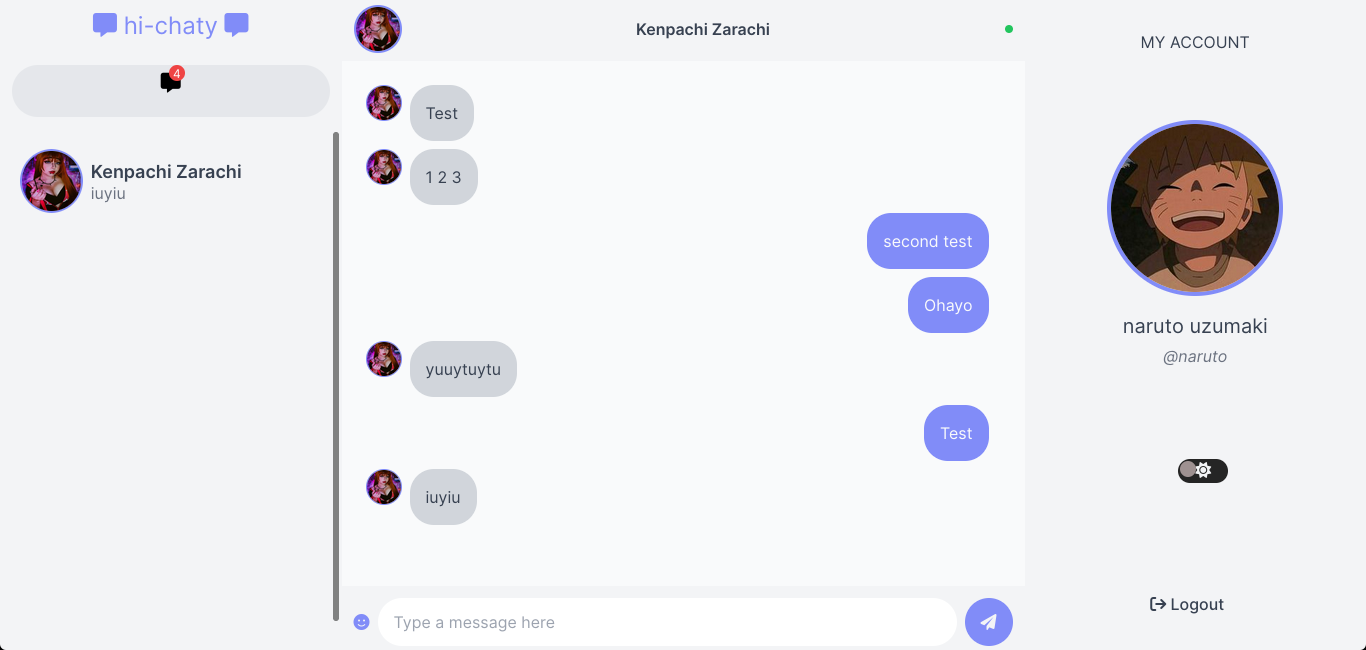 hi-chaty
4
Kenpachi Zarachi
iuyiu
Kenpachi Zarachi
Test
1 2 3
second test
Ohayo
yuuytuytu
Test
iuyiu
Type a message here
MY ACCOUNT
naruto uzumaki
@naruto
Logout